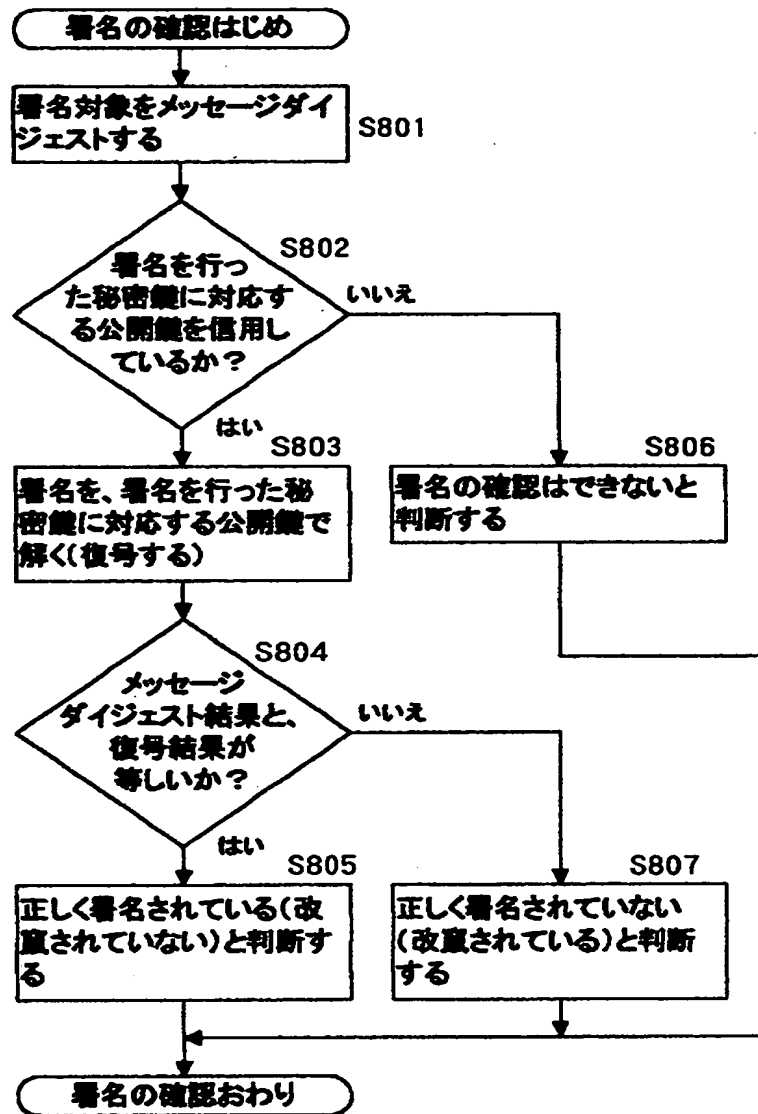 署名の確認はじめ
署名対象をメッセージダイ
ジェストする
S801
S802
署名を行っ
た秘密鍵に対応す
る公開鍵を信用し
ているか?
いいえ
はい
S803
署名を、署名を行った秘
密鍵に対応する公開鍵で
解く(復号する)
S806
署名の確認はできないと
判断する
S804
メッセージ
ダイジェスト結果と、
復号結果が
等しいか?
いいえ
はい
S805
正しく署名されている(改
竄されていない)と判断す
る
S807
正しく署名されていない
(改竄されている)と判断
する
署名の確認おわり